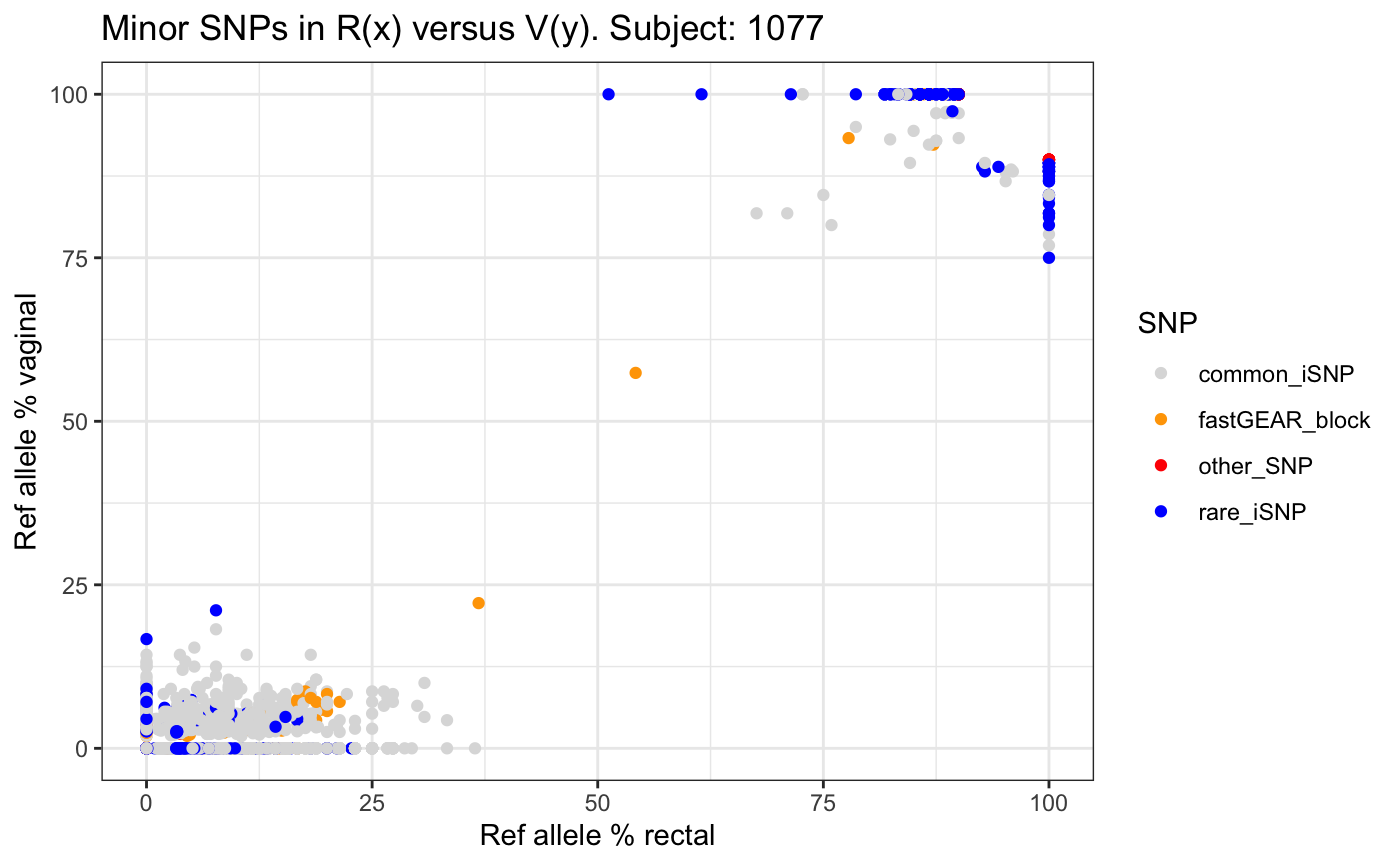 Minor SNPs in R(x) versus V(y). Subject: 1077
100
75
50
25
0
Ref allele % vaginal
0 25 50 75 100
Ref allele % rectal
SNP
common_iSNP
fastGEAR_block
other_SNP
rare_iSNP